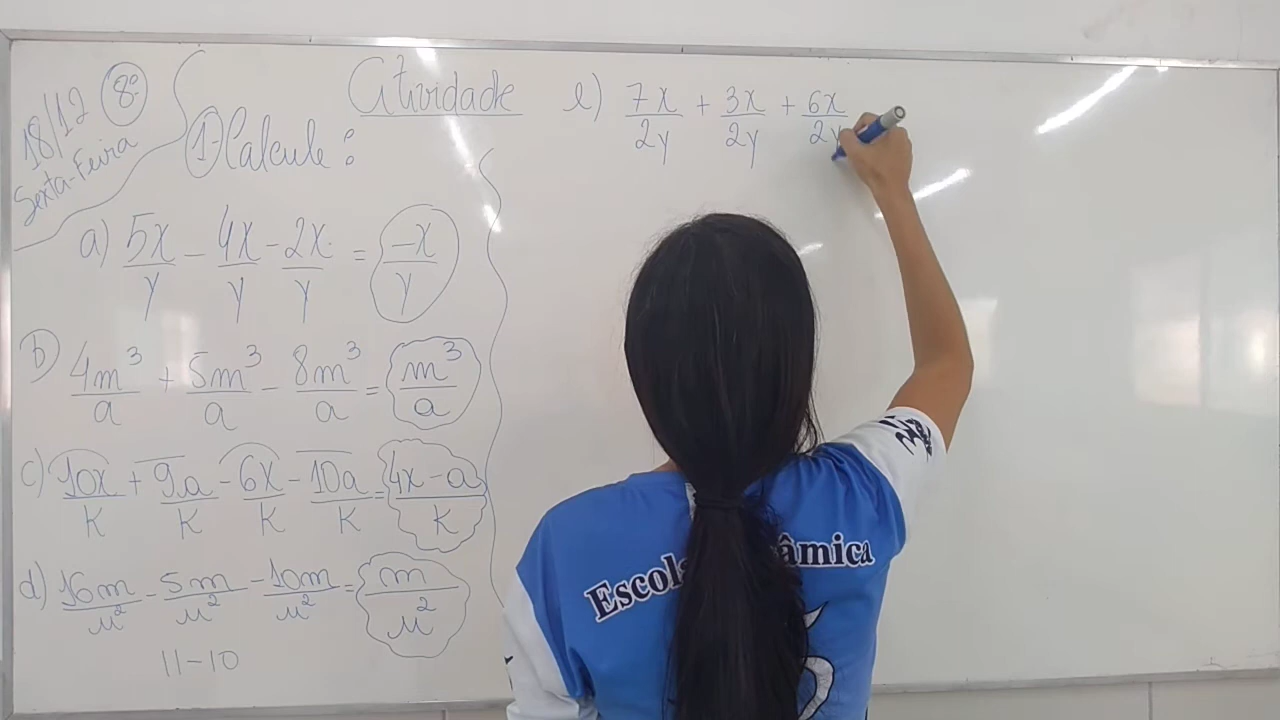 18/12 8º
Sexta-Feira
Atividade
1-) Calcule:
a) 5x/y - 4x/y - 2x/y = -x/y
b) 4m³/a + 5m³/a - 8m³/a = m³/a
c) 10x/K + 9a/K - 6x/K - 10a/K = 4x-a/K
d) 16m/u² - 5m/u² - 10m/u² = m/u²
11-10
e) 7x/2y + 3x/2y + 6x/2y
Escola
âmica